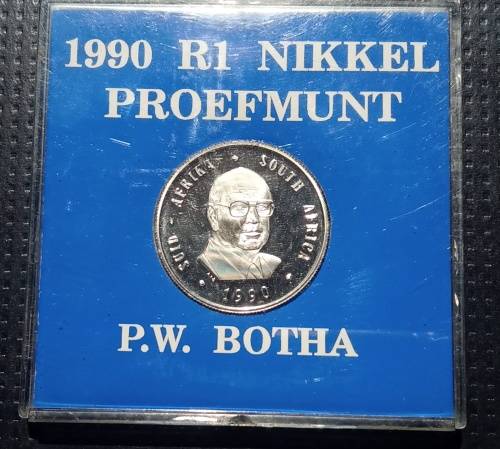 1990 R1 NIKKEL
PROEFMUNT
SUID - AFRIKA • SOUTH AFRICA
• 1990 •
P.W. BOTHA